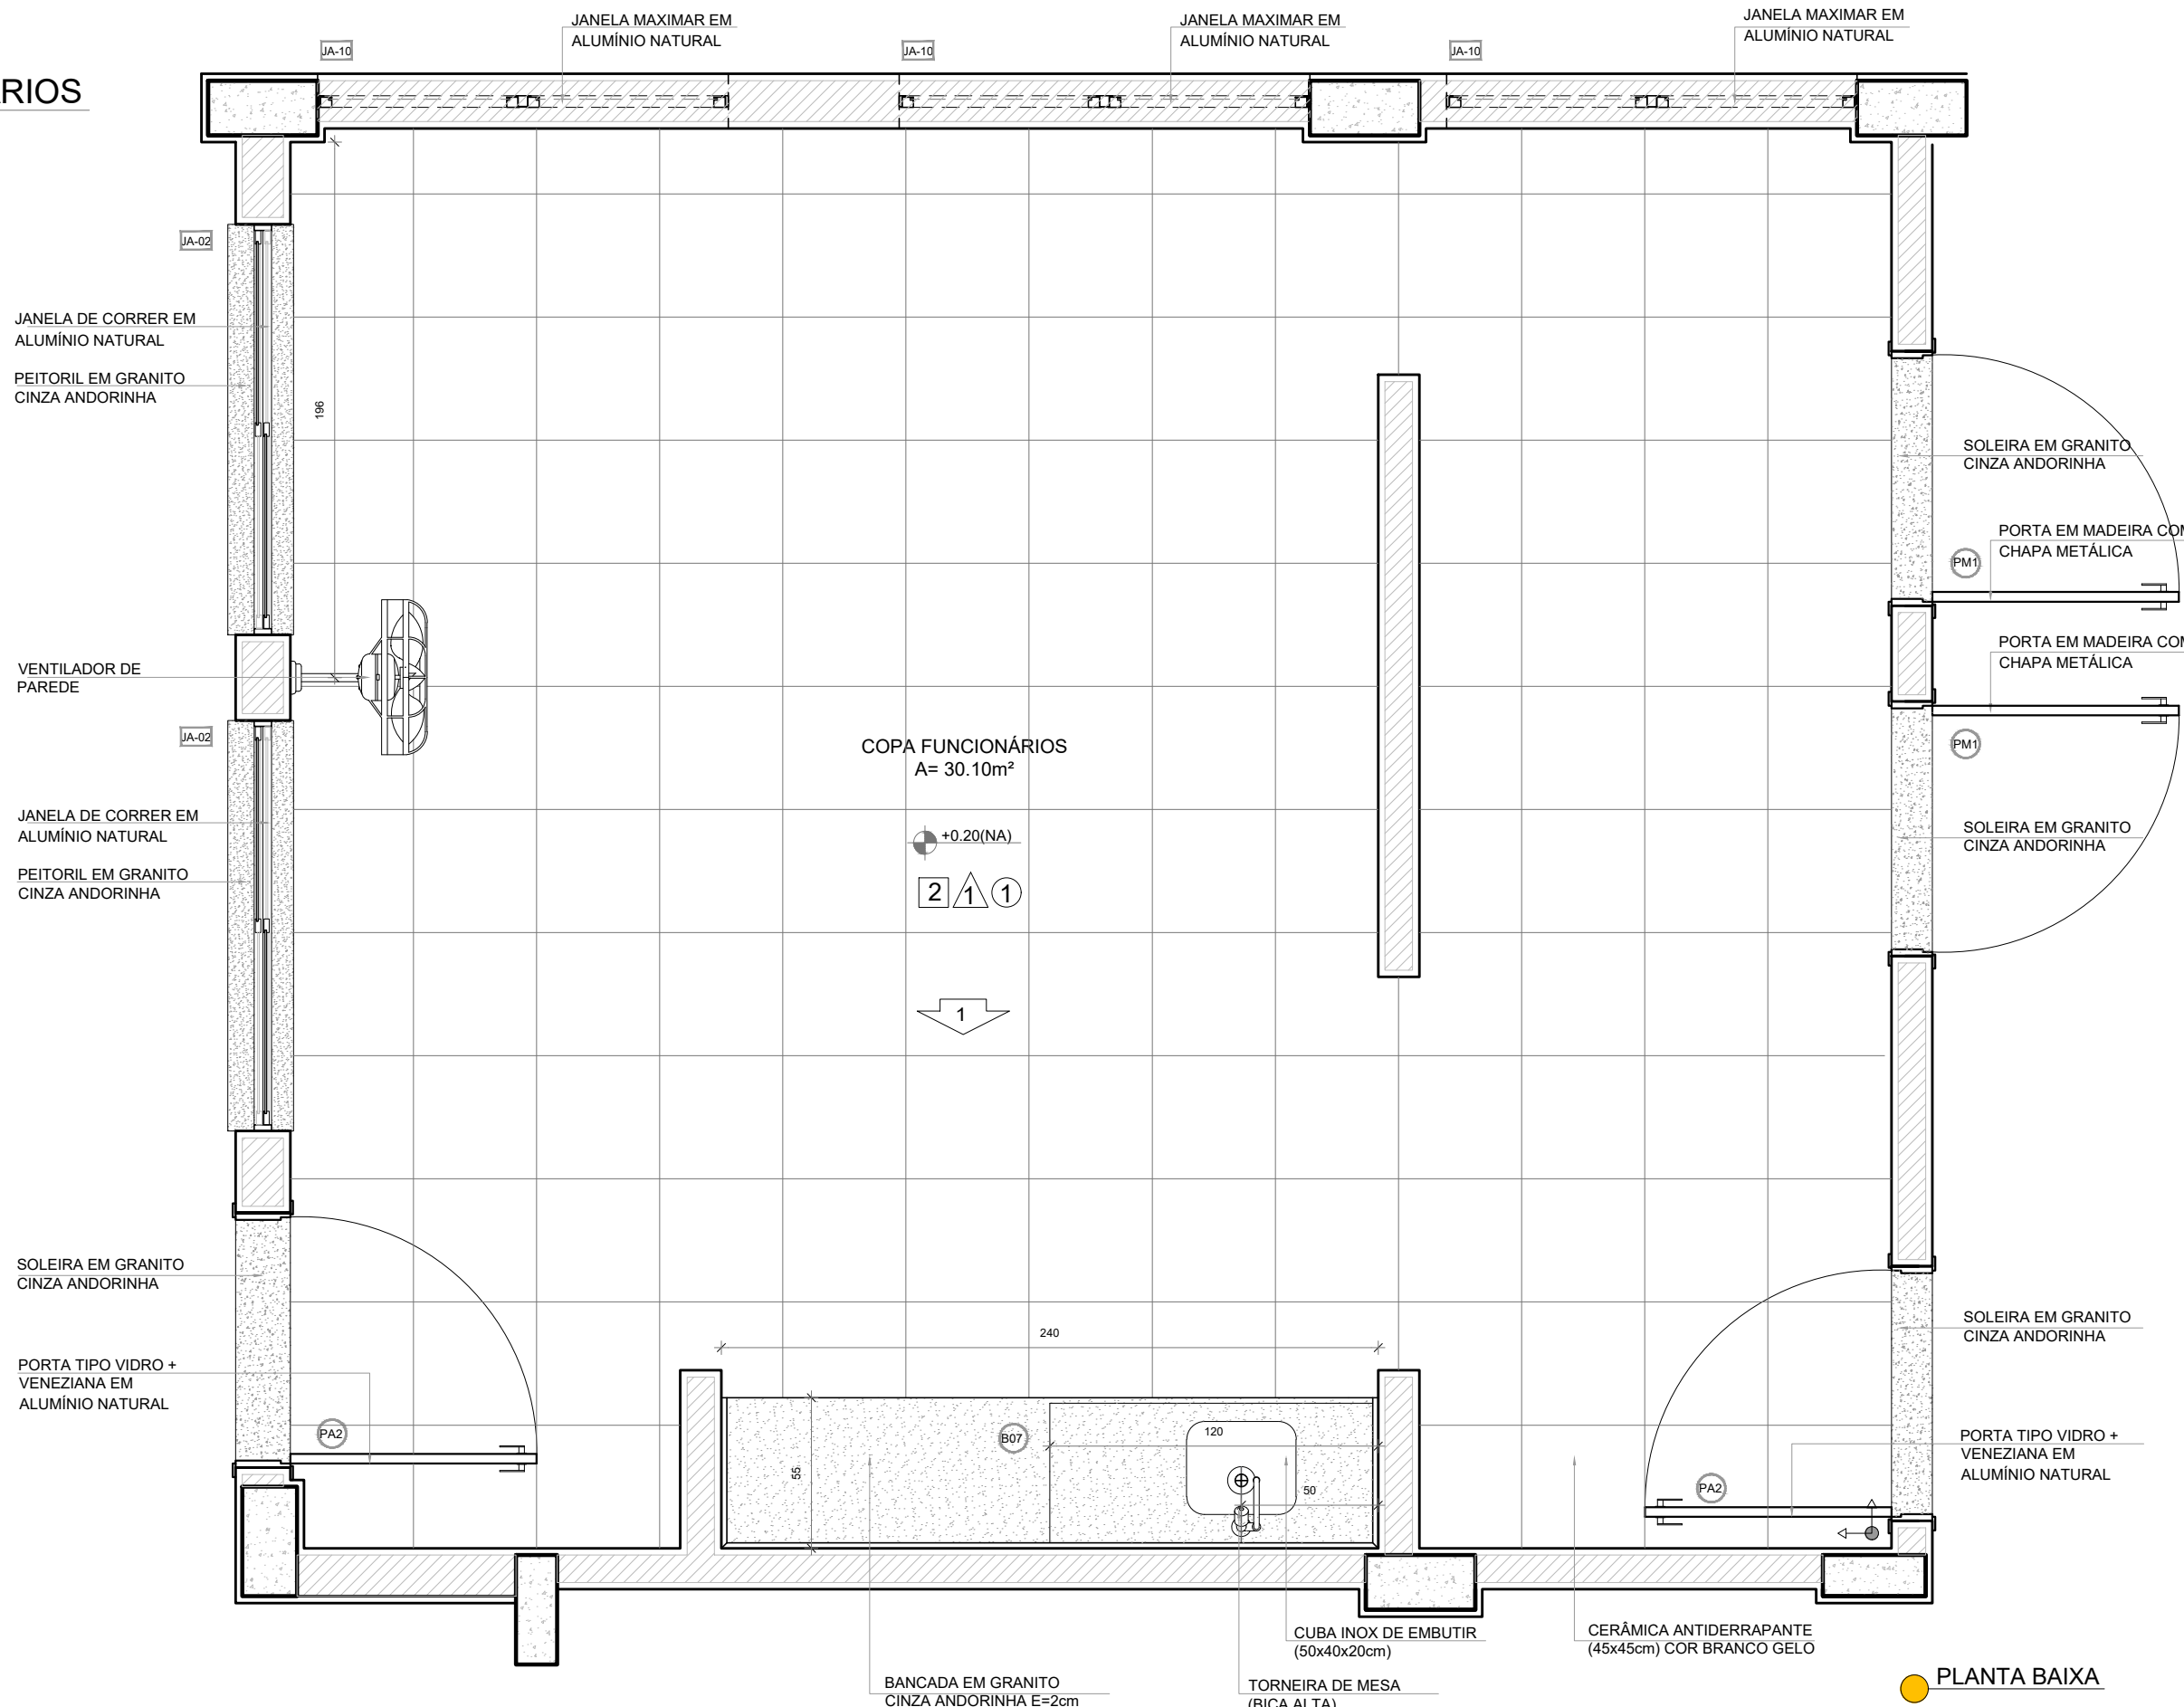 RIOS
JA-10
JANELA MAXIMAR EM
ALUMÍNIO NATURAL
JA-10
JANELA MAXIMAR EM
ALUMÍNIO NATURAL
JA-10
JANELA MAXIMAR EM
ALUMÍNIO NATURAL
JA-02
JANELA DE CORRER EM
ALUMÍNIO NATURAL
PEITORIL EM GRANITO
CINZA ANDORINHA
196
SOLEIRA EM GRANITO
CINZA ANDORINHA
PORTA EM MADEIRA COM
CHAPA METÁLICA
PM1
VENTILADOR DE
PAREDE
PORTA EM MADEIRA COM
CHAPA METÁLICA
PM1
JA-02
COPA FUNCIONÁRIOS
A= 30.10m²
+0.20(NA)
2 1 1
1
JANELA DE CORRER EM
ALUMÍNIO NATURAL
PEITORIL EM GRANITO
CINZA ANDORINHA
SOLEIRA EM GRANITO
CINZA ANDORINHA
SOLEIRA EM GRANITO
CINZA ANDORINHA
SOLEIRA EM GRANITO
CINZA ANDORINHA
240
PORTA TIPO VIDRO +
VENEZIANA EM
ALUMÍNIO NATURAL
PA2
B07
120
55
50
PORTA TIPO VIDRO +
VENEZIANA EM
ALUMÍNIO NATURAL
PA2
CUBA INOX DE EMBUTIR
(50x40x20cm)
CERÂMICA ANTIDERRAPANTE
(45x45cm) COR BRANCO GELO
BANCADA EM GRANITO
CINZA ANDORINHA E=2cm
TORNEIRA DE MESA
(BICA ALTA)
PLANTA BAIXA